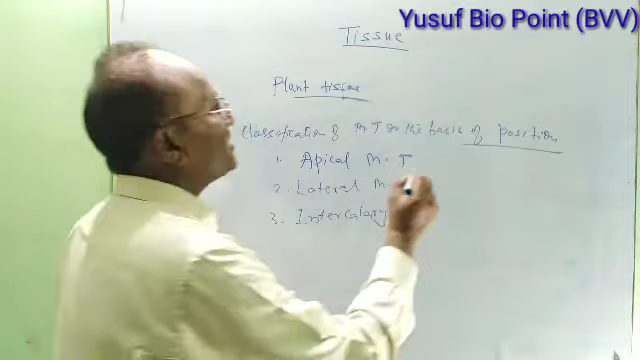 Yusuf Bio Point (BVV)
Tissue
Plant tissue
Classification of m T on the basis of position
1. Apical m. T
2. Lateral m
3. Intercalary